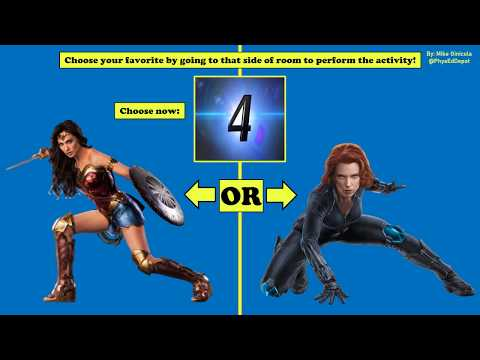 Choose your favorite by going to that side of room to perform the activity!
By: Mike Ginicola
@PhysEdDepot
Choose now:
4
OR